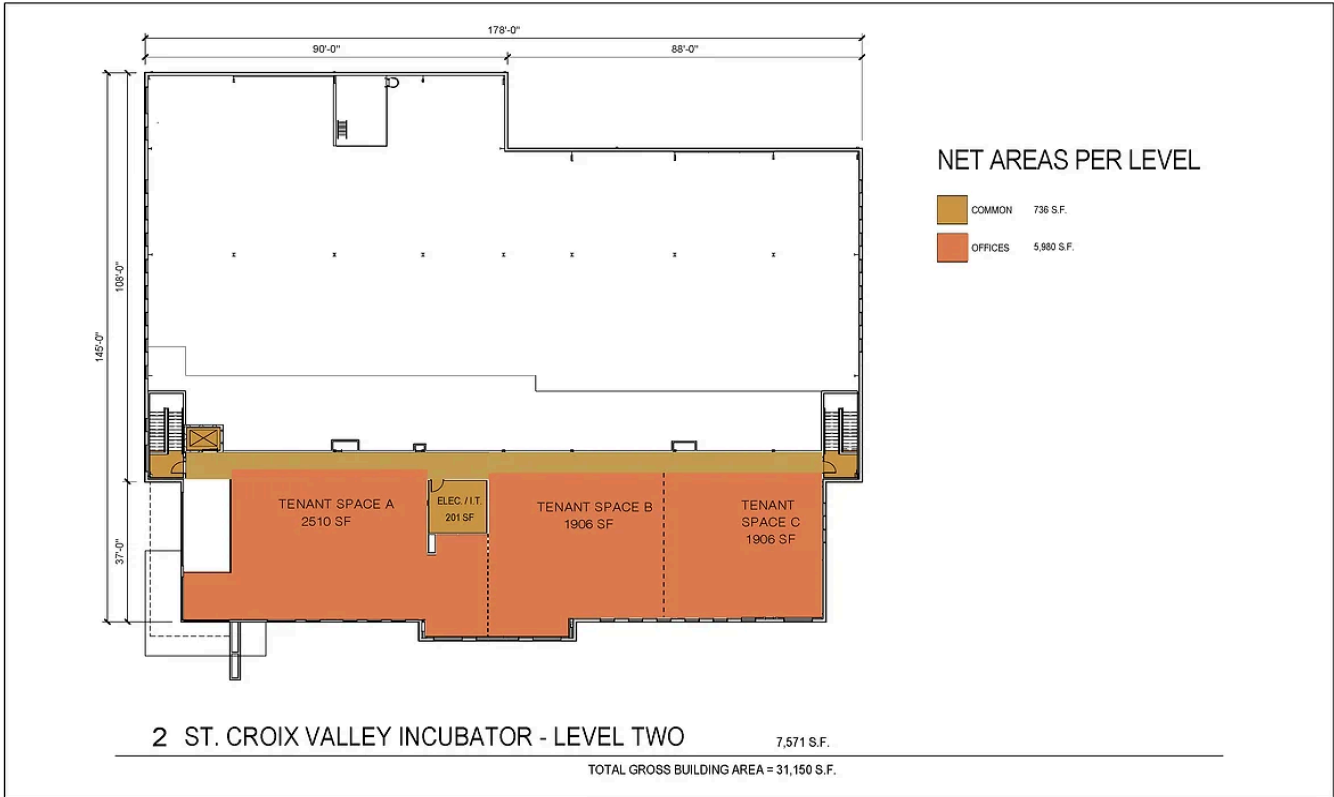 178'-0"
90'-0"
88'-0"
NET AREAS PER LEVEL
COMMON 736 S.F.
OFFICES 5,980 S.F.
108'-0"
145'-0"
37'-0"
TENANT SPACE A
2510 SF
ELEC. / I.T.
201 SF
TENANT SPACE B
1906 SF
TENANT
SPACE C
1906 SF
2 ST. CROIX VALLEY INCUBATOR - LEVEL TWO 7,571 S.F.
TOTAL GROSS BUILDING AREA = 31,150 S.F.